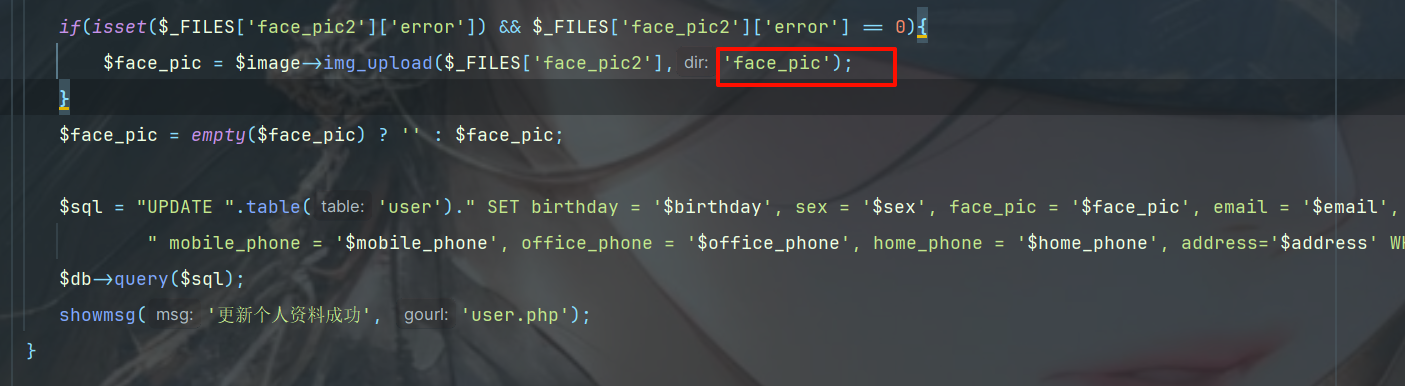 if(isset($_FILES['face_pic2']['error']) && $_FILES['face_pic2']['error'] == 0){
$face_pic = $image->img_upload($_FILES['face_pic2'], dir: 'face_pic');
}
$face_pic = empty($face_pic) ? '' : $face_pic;
$sql = "UPDATE ".table( table: 'user')." SET birthday = '$birthday', sex = '$sex', face_pic = '$face_pic', email = '$email',
" mobile_phone = '$mobile_phone', office_phone = '$office_phone', home_phone = '$home_phone', address='$address' WH
$db->query($sql);
showmsg( msg: '更新个人资料成功', gourl: 'user.php');
}